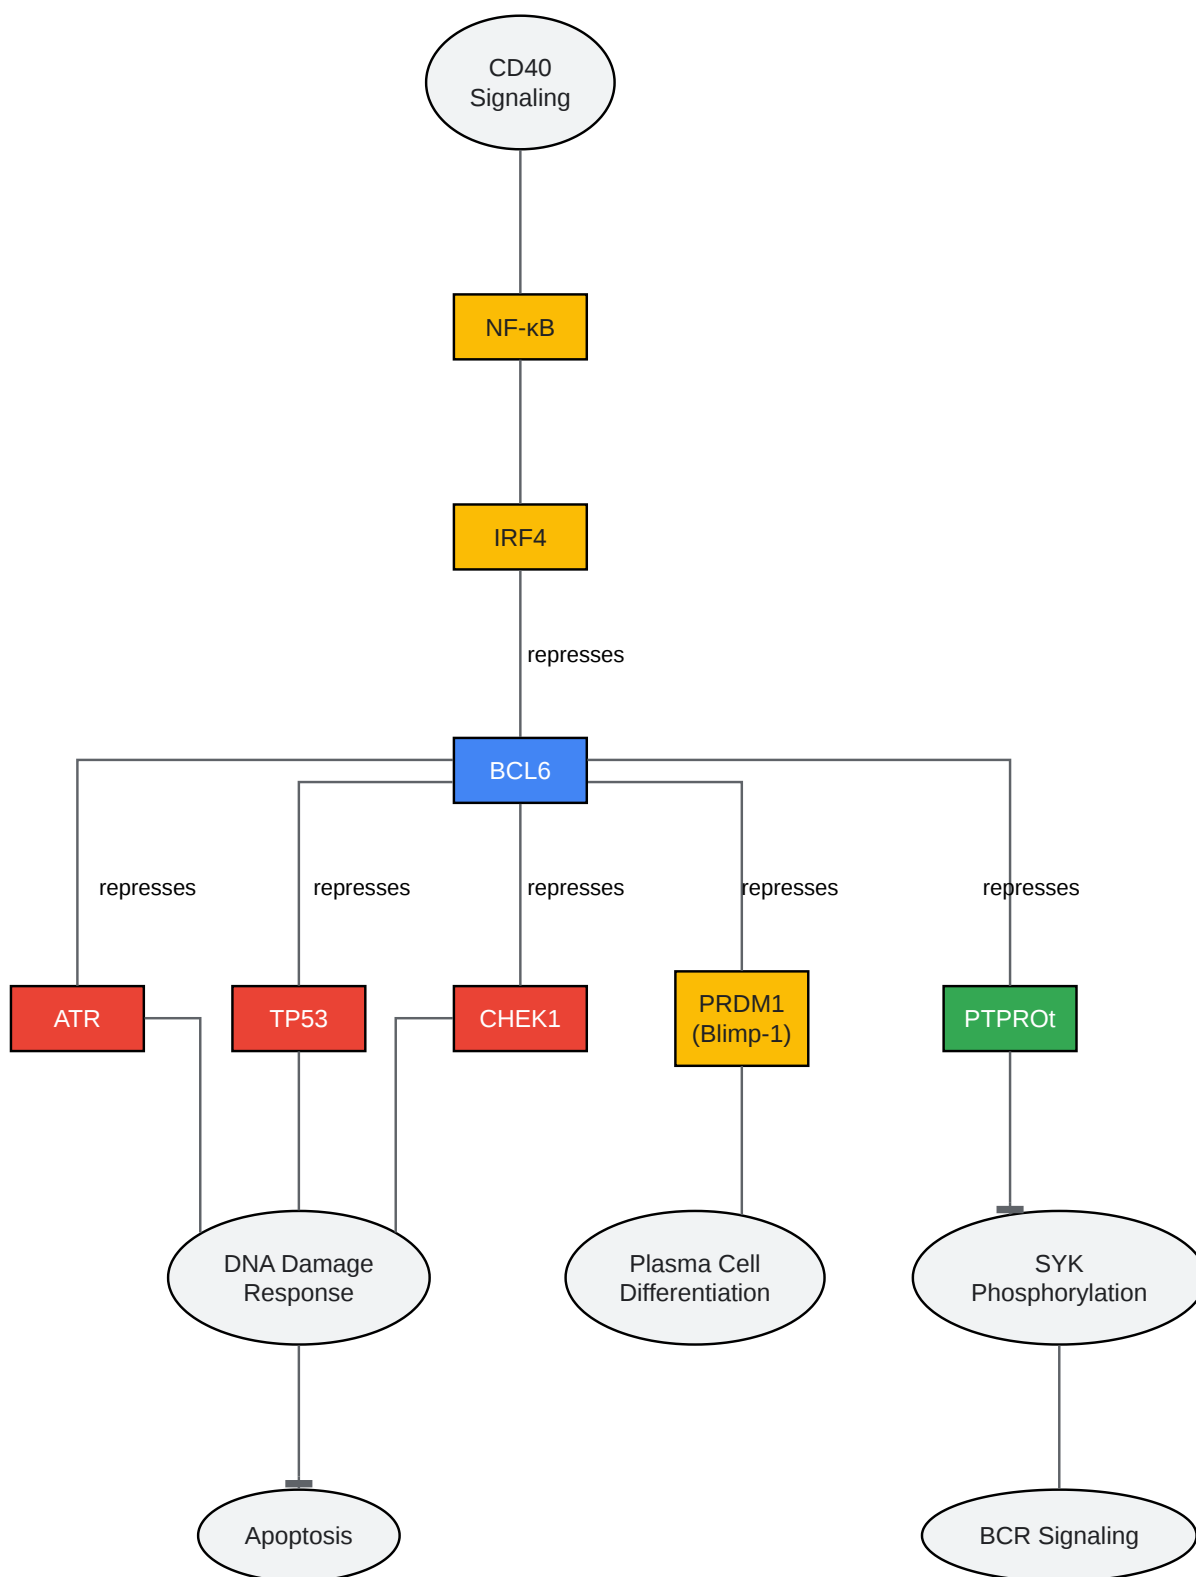 CD40
Signaling
NF-κB
IRF4
represses
BCL6
represses
represses
represses
represses
represses
ATR
TP53
CHEK1
PRDM1
(Blimp-1)
PTPROt
DNA Damage
Response
Plasma Cell
Differentiation
SYK
Phosphorylation
Apoptosis
BCR Signaling